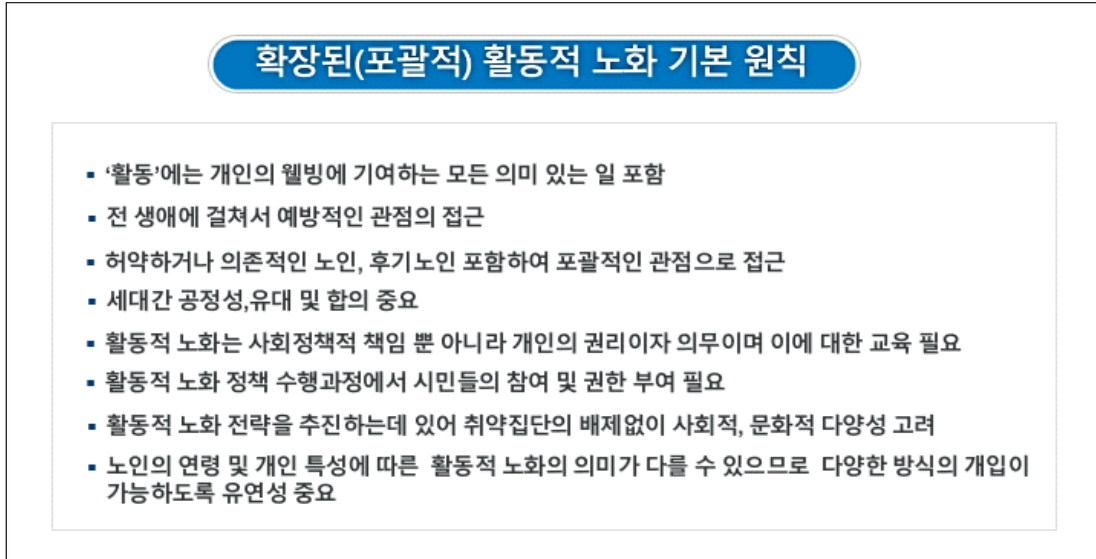 확장된(포괄적) 활동적 노화 기본 원칙
▪ ‘활동’에는 개인의 웰빙에 기여하는 모든 의미 있는 일 포함
▪ 전 생애에 걸쳐서 예방적인 관점의 접근
▪ 허약하거나 의존적인 노인, 후기노인 포함하여 포괄적인 관점으로 접근
▪ 세대간 공정성,유대 및 합의 중요
▪ 활동적 노화는 사회정책적 책임 뿐 아니라 개인의 권리이자 의무이며 이에 대한 교육 필요
▪ 활동적 노화 정책 수행과정에서 시민들의 참여 및 권한 부여 필요
▪ 활동적 노화 전략을 추진하는데 있어 취약집단의 배제없이 사회적, 문화적 다양성 고려
▪ 노인의 연령 및 개인 특성에 따른 활동적 노화의 의미가 다를 수 있으므로 다양한 방식의 개입이
가능하도록 유연성 중요